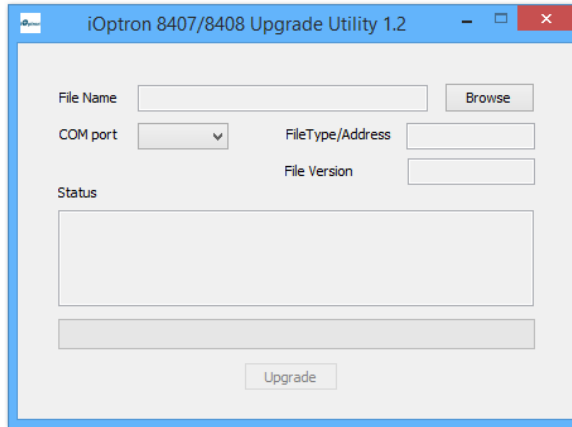 iOptron 8407/8408 Upgrade Utility 1.2
File Name
Browse
COM port
FileType/Address
File Version
Status
Upgrade